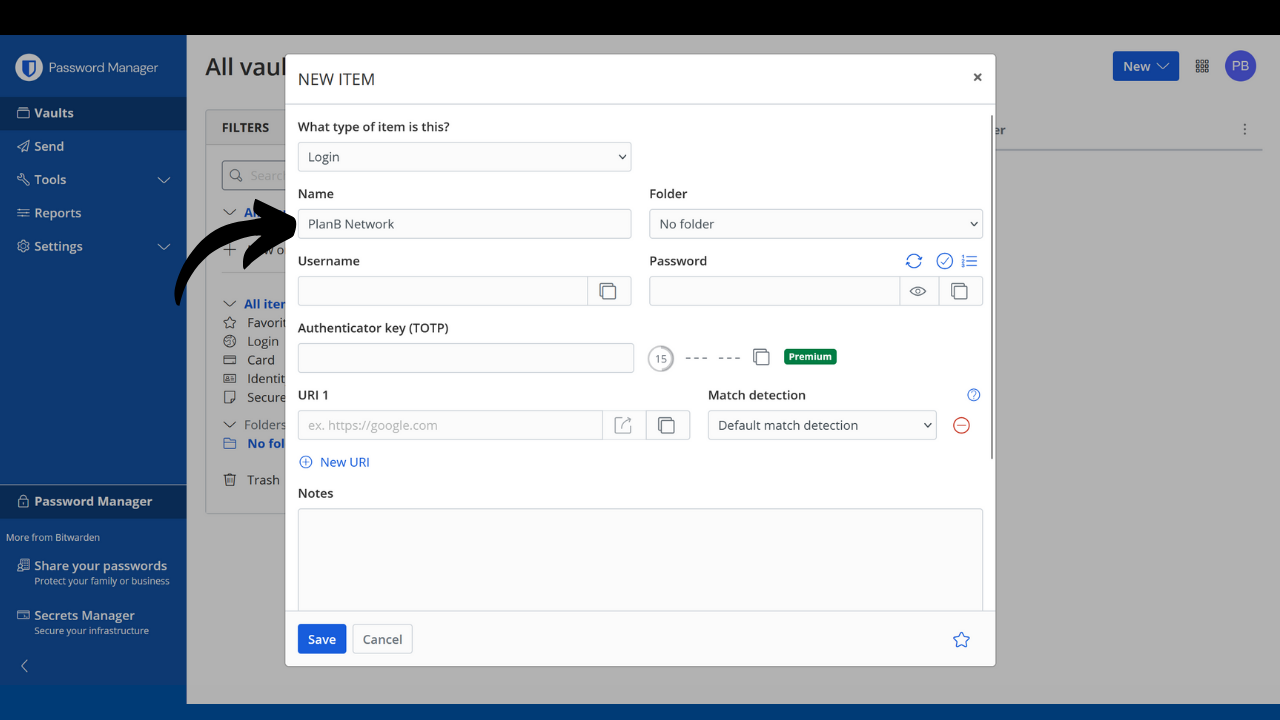 Password Manager
Vaults
Send
Tools
Reports
Settings
Password Manager
More from Bitwarden
Share your passwords
Protect your family or business
Secrets Manager
Secure your infrastructure
All vaul
New
PB
FILTERS
Search
All iter
Favorit
Login
Card
Identit
Secure
Folders
No fol
Trash
er
NEW ITEM
×
What type of item is this?
Login
Name
Folder
PlanB Network
No folder
Username
Password
Authenticator key (TOTP)
15
--- ---
Premium
URI 1
Match detection
ex. https://google.com
Default match detection
New URI
Notes
Save
Cancel